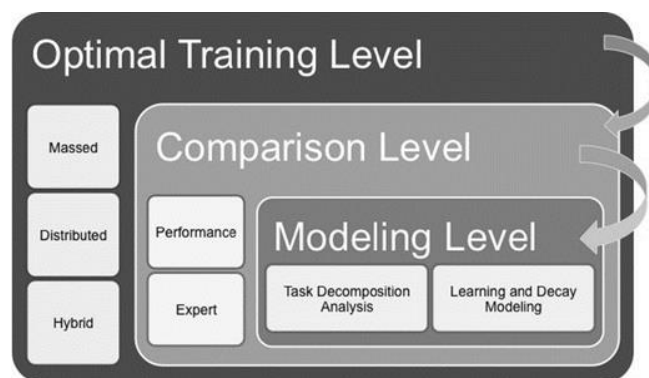 Optimal Training Level
Massed
Distributed
Hybrid
Comparison Level
Performance
Expert
Modeling Level
Task Decomposition
Analysis
Learning and Decay
Modeling